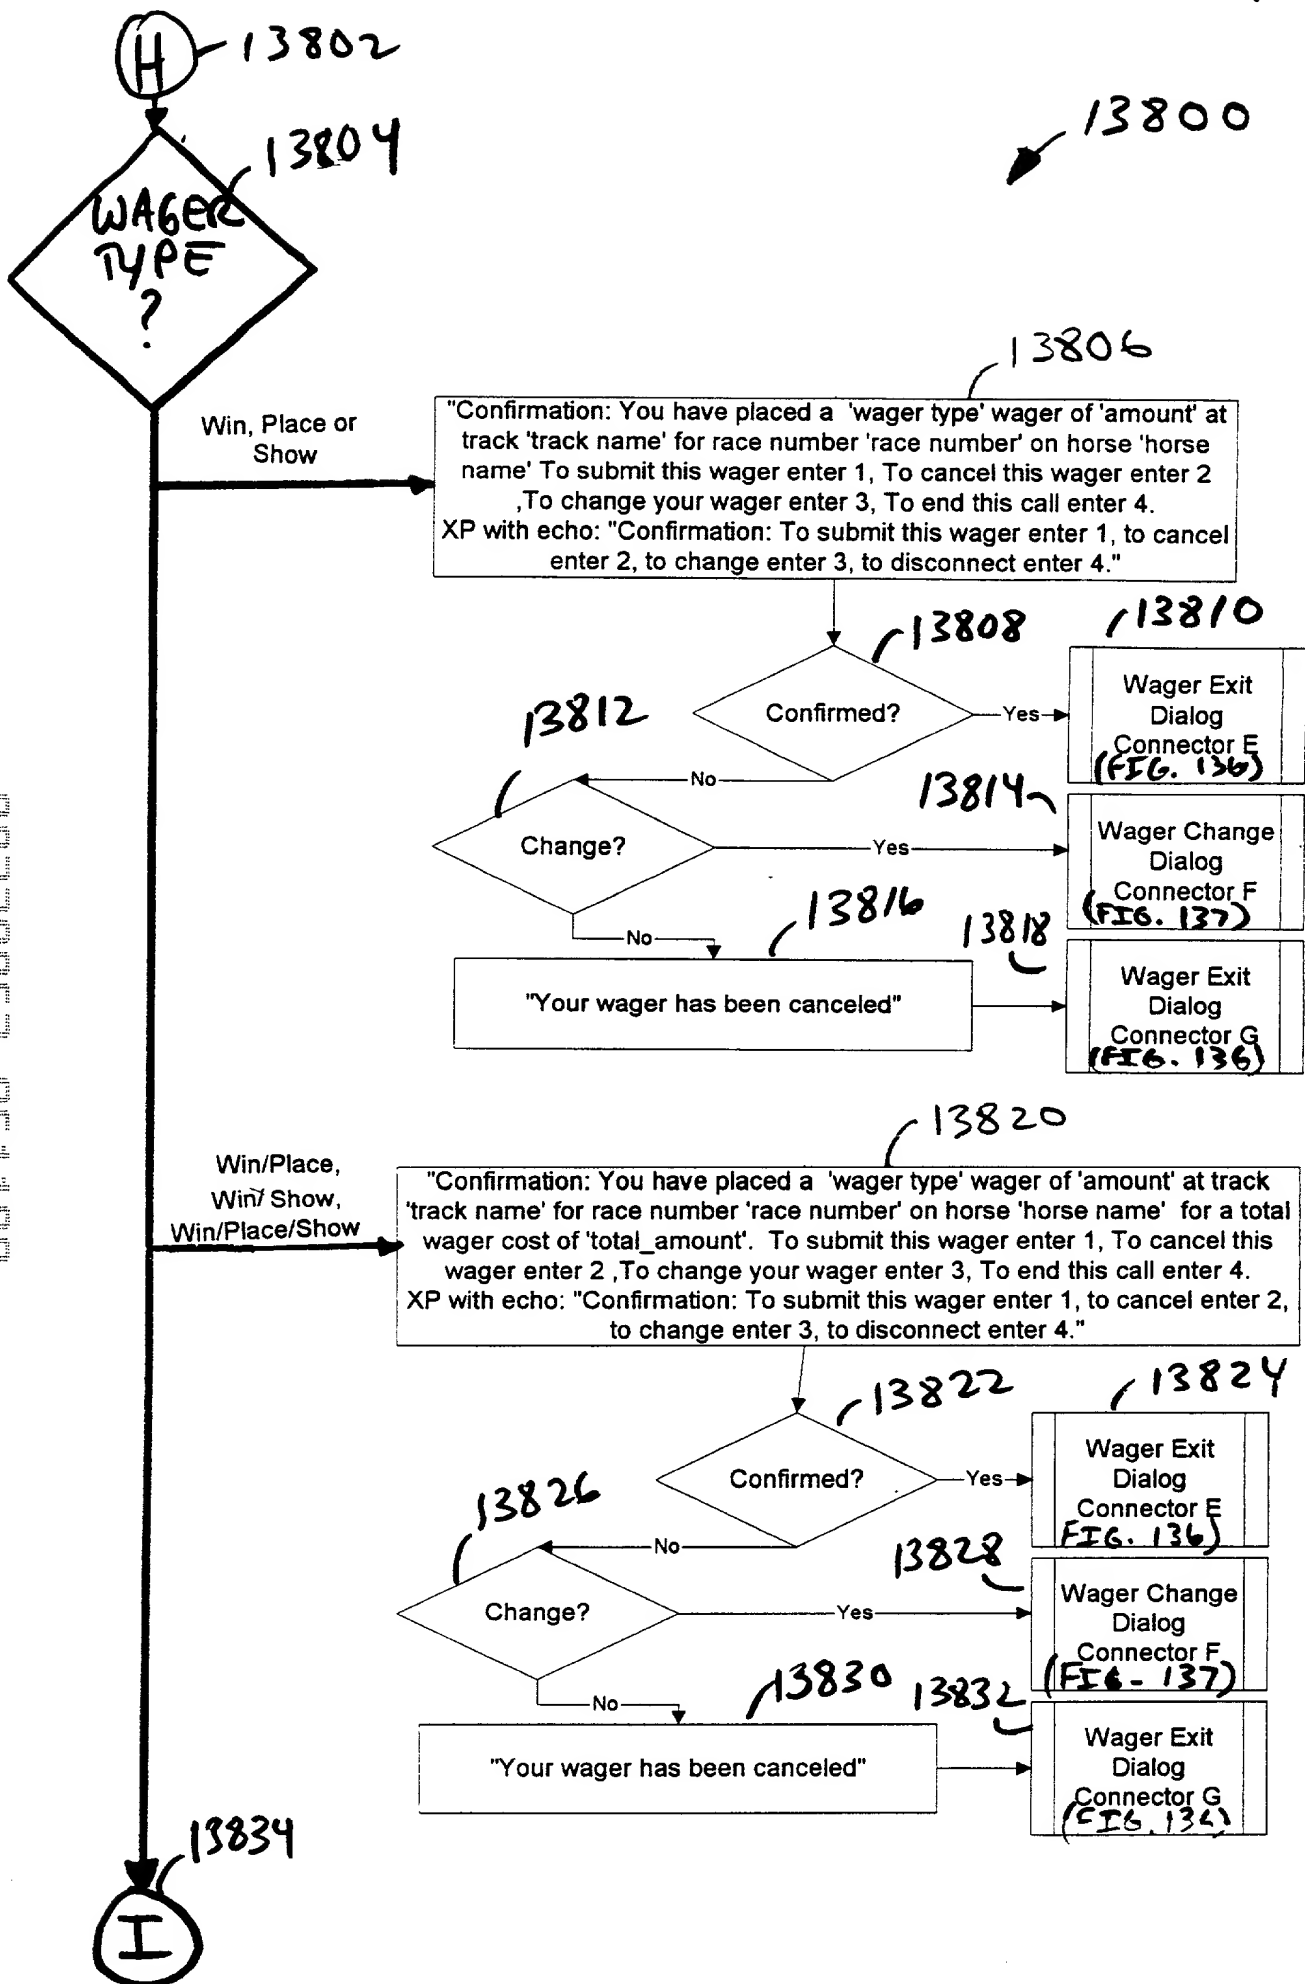 H
13802
13800
13804
WAGER
TYPE
?
13806
Win, Place or
Show
"Confirmation: You have placed a 'wager type' wager of 'amount' at
track 'track name' for race number 'race number' on horse 'horse
name' To submit this wager enter 1, To cancel this wager enter 2
,To change your wager enter 3, To end this call enter 4.
XP with echo: "Confirmation: To submit this wager enter 1, to cancel
enter 2, to change enter 3, to disconnect enter 4."
13808
13810
Confirmed?
Yes
Wager Exit
Dialog
Connector E
(FIG. 136)
13812
No
13814
Change?
Yes
Wager Change
Dialog
Connector F
(FIG. 137)
No
13816
13818
"Your wager has been canceled"
Wager Exit
Dialog
Connector G
(FIG. 136)
13820
Win/Place,
Win/ Show,
Win/Place/Show
"Confirmation: You have placed a 'wager type' wager of 'amount' at track
'track name' for race number 'race number' on horse 'horse name' for a total
wager cost of 'total_amount'. To submit this wager enter 1, To cancel this
wager enter 2 ,To change your wager enter 3, To end this call enter 4.
XP with echo: "Confirmation: To submit this wager enter 1, to cancel enter 2,
to change enter 3, to disconnect enter 4."
13822
13824
Confirmed?
Yes
Wager Exit
Dialog
Connector E
FIG. 136)
13826
No
13828
Change?
Yes
Wager Change
Dialog
Connector F
(FIG- 137)
No
13830
13832
"Your wager has been canceled"
Wager Exit
Dialog
Connector G
(FIG. 136)
13834
I